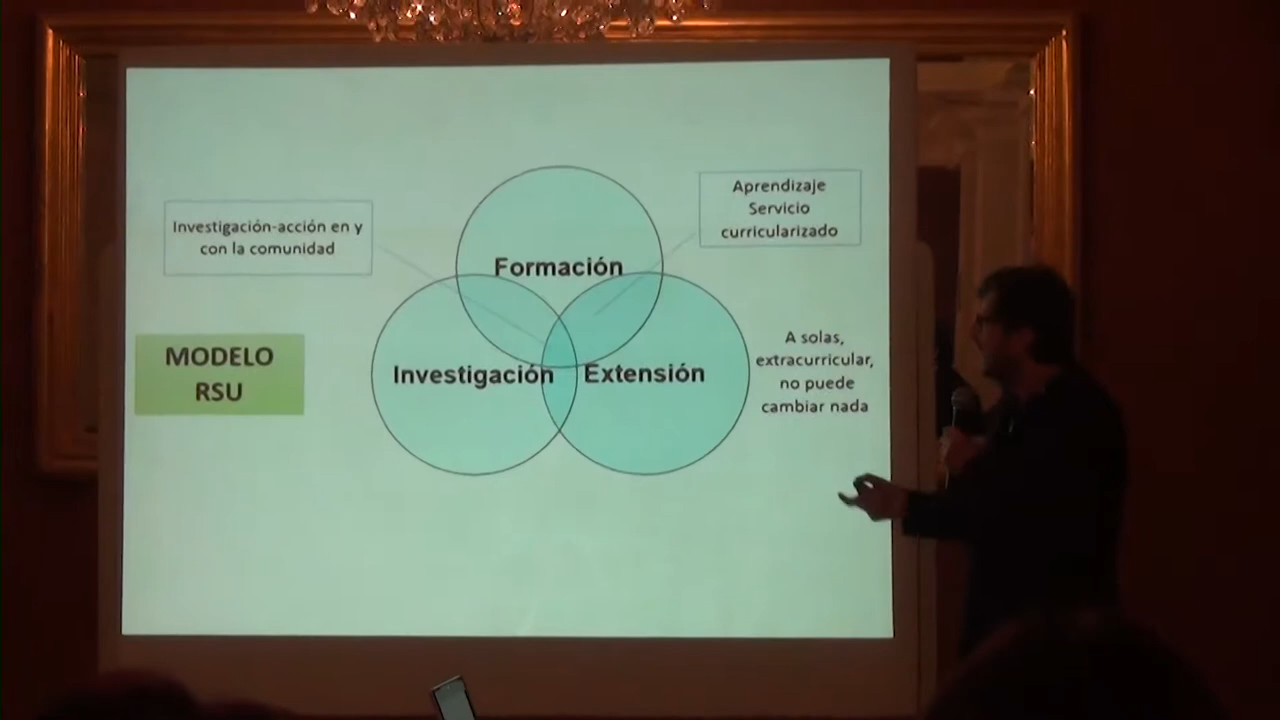 Aprendizaje
Servicio
curricularizado
Investigación-acción en y
con la comunidad
Formación
MODELO
RSU
Investigación
Extensión
A solas,
extracurricular,
no puede
cambiar nada